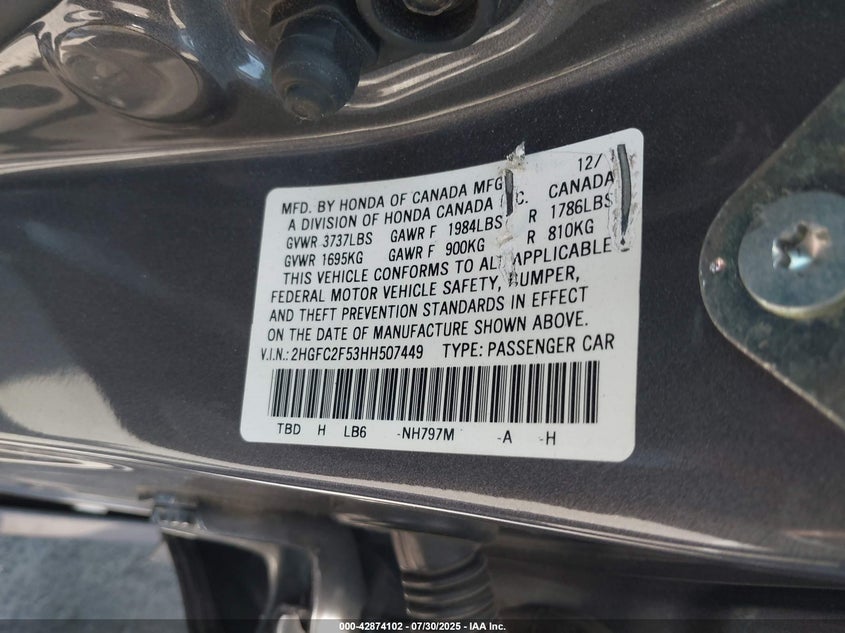 12/
MFD. BY HONDA OF CANADA MFG
A DIVISION OF HONDA CANADA C. CANADA
GVWR 3737LBS GAWR F 1984LBS R 1786LBS
GVWR 1695KG GAWR F 900KG R 810KG
THIS VEHICLE CONFORMS TO ALL APPLICABLE
FEDERAL MOTOR VEHICLE SAFETY, BUMPER,
AND THEFT PREVENTION STANDARDS IN EFFECT
ON THE DATE OF MANUFACTURE SHOWN ABOVE.
V.I.N.:2HGFC2F53HH507449 TYPE: PASSENGER CAR
TBD H LB6 -NH797M -A -H
000-42874102 - 07/30/2025 - IAA Inc.